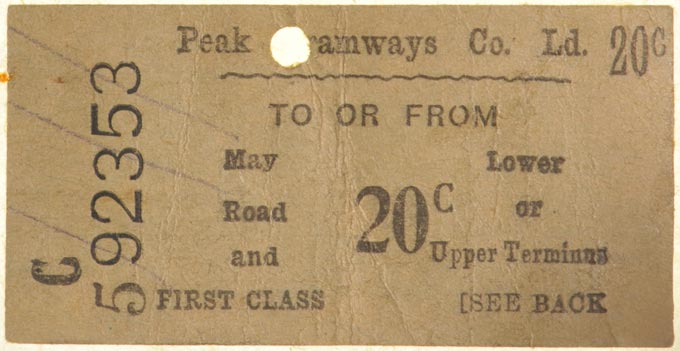 Peak ramways Co. Ld. 20C
TO OR FROM
May Lower
Road 20C or
and Upper Terminus
FIRST CLASS [SEE BACK
C 592353